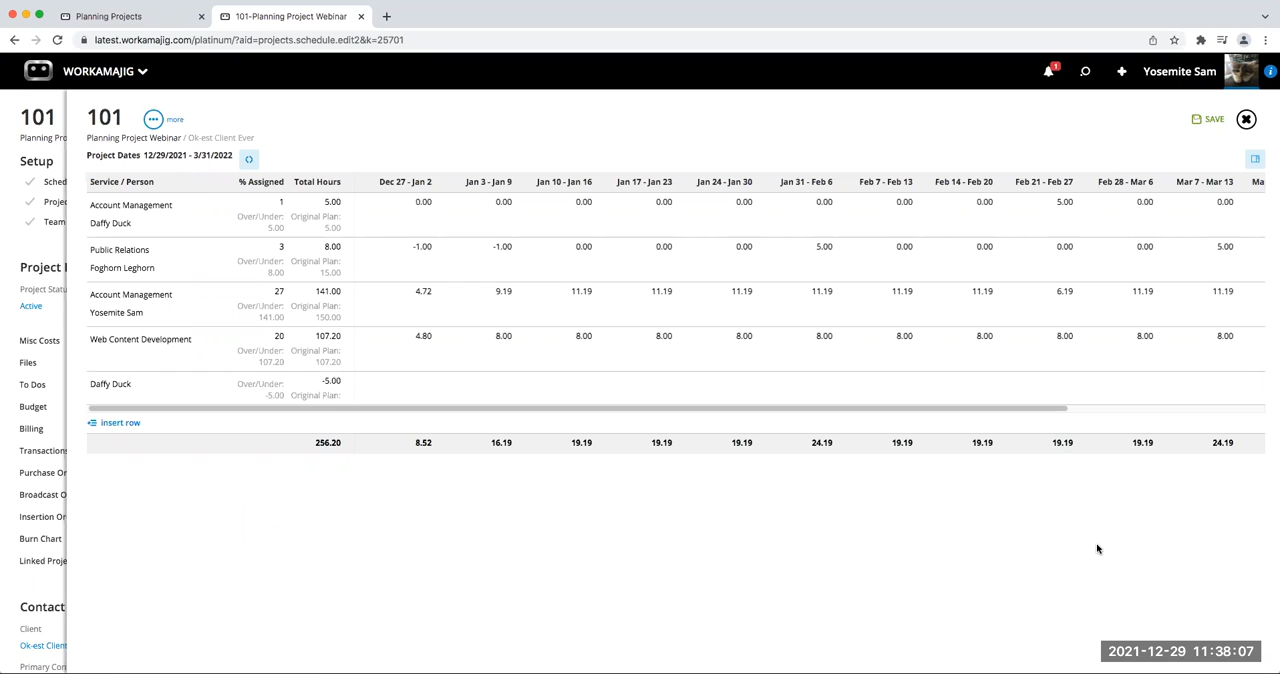 Planning Projects
101-Planning Project Webinar
latest.workamajig.com/platinum/?aid=projects.schedule.edit2&k=25701
WORKAMAJIG
1
Yosemite Sam
101
Planning Pro
Setup
Sched
Projec
Team
Project I
Project Statu
Active
Misc Costs
Files
To Dos
Budget
Billing
Transactions
Purchase Or
Broadcast O
Insertion Or
Burn Chart
Linked Proje
Contact
Client
Ok-est Client
Primary Con
101
more
SAVE
Planning Project Webinar / Ok-est Client Ever
Project Dates 12/29/2021 - 3/31/2022
Service / Person % Assigned Total Hours Dec 27 - Jan 2 Jan 3 - Jan 9 Jan 10 - Jan 16 Jan 17 - Jan 23 Jan 24 - Jan 30 Jan 31 - Feb 6 Feb 7 - Feb 13 Feb 14 - Feb 20 Feb 21 - Feb 27 Feb 28 - Mar 6 Mar 7 - Mar 13 Ma
Account Management 1 5.00 0.00 0.00 0.00 0.00 0.00 0.00 0.00 0.00 5.00 0.00 0.00
Daffy Duck Over/Under: Original Plan:
5.00 5.00
Public Relations 3 8.00 -1.00 -1.00 0.00 0.00 0.00 5.00 0.00 0.00 0.00 0.00 5.00
Foghorn Leghorn Over/Under: Original Plan:
8.00 15.00
Account Management 27 141.00 4.72 9.19 11.19 11.19 11.19 11.19 11.19 11.19 6.19 11.19 11.19
Yosemite Sam Over/Under: Original Plan:
141.00 150.00
Web Content Development 20 107.20 4.80 8.00 8.00 8.00 8.00 8.00 8.00 8.00 8.00 8.00 8.00
Over/Under: Original Plan:
107.20 107.20
Daffy Duck -5.00
Over/Under: Original Plan:
-5.00
insert row
256.20 8.52 16.19 19.19 19.19 19.19 24.19 19.19 19.19 19.19 19.19 24.19
2021-12-29 11:38:07